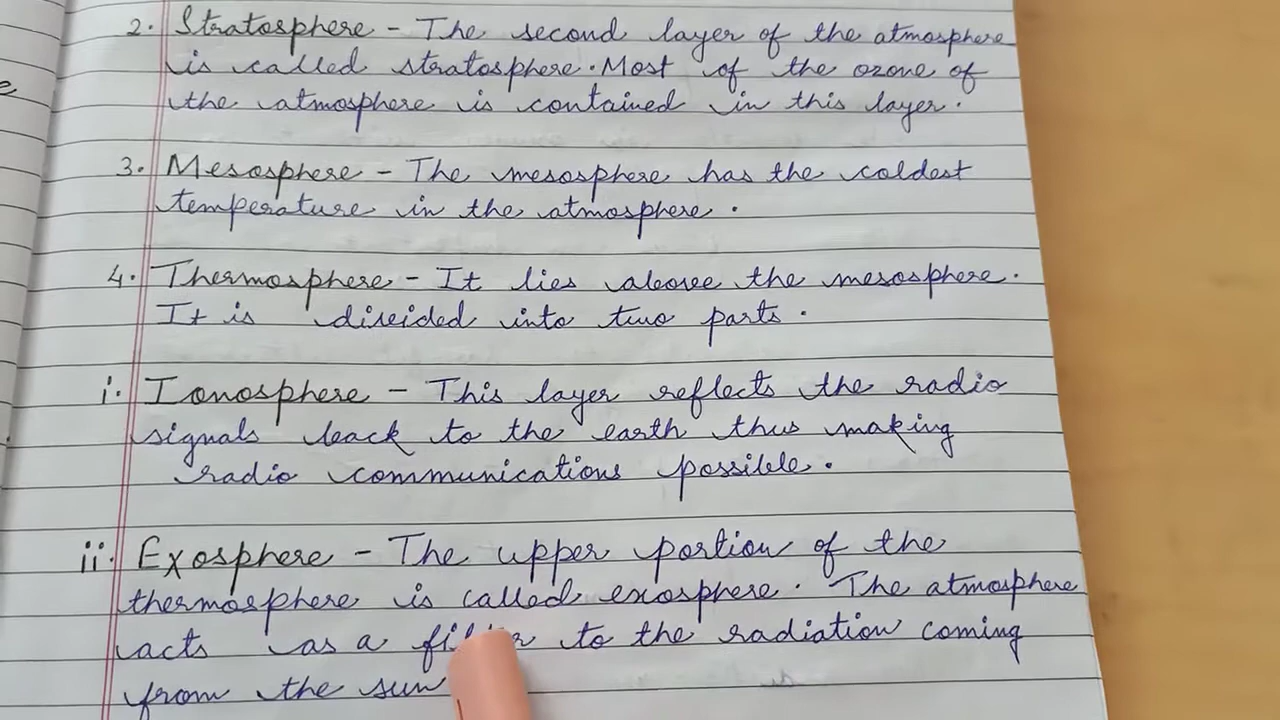 2. Stratosphere - The second layer of the atmosphere
is called stratosphere. Most of the ozone of
the atmosphere is contained in this layer.
3. Mesosphere - The mesosphere has the coldest
temperature in the atmosphere.
4. Thermosphere - It lies above the mesosphere.
It is divided into two parts.
i. Ionosphere - This layer reflects the radio
signals back to the earth thus making
radio communications possible.
ii. Exosphere - The upper portion of the
thermosphere is called exosphere. The atmosphere
acts as a filter to the radiation coming
from the sun